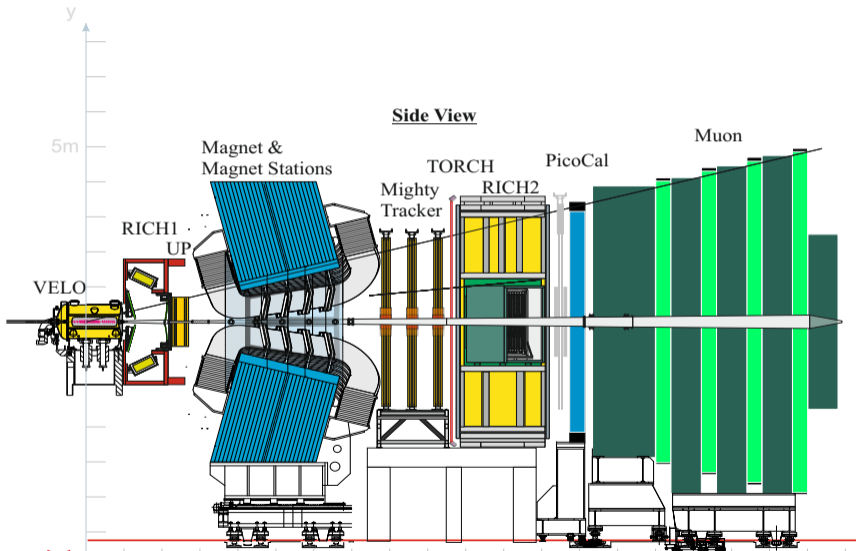 y
5m
Side View
Magnet &
Magnet Stations
Mighty
Tracker
TORCH
RICH2
PicoCal
Muon
RICH1
UP
VELO